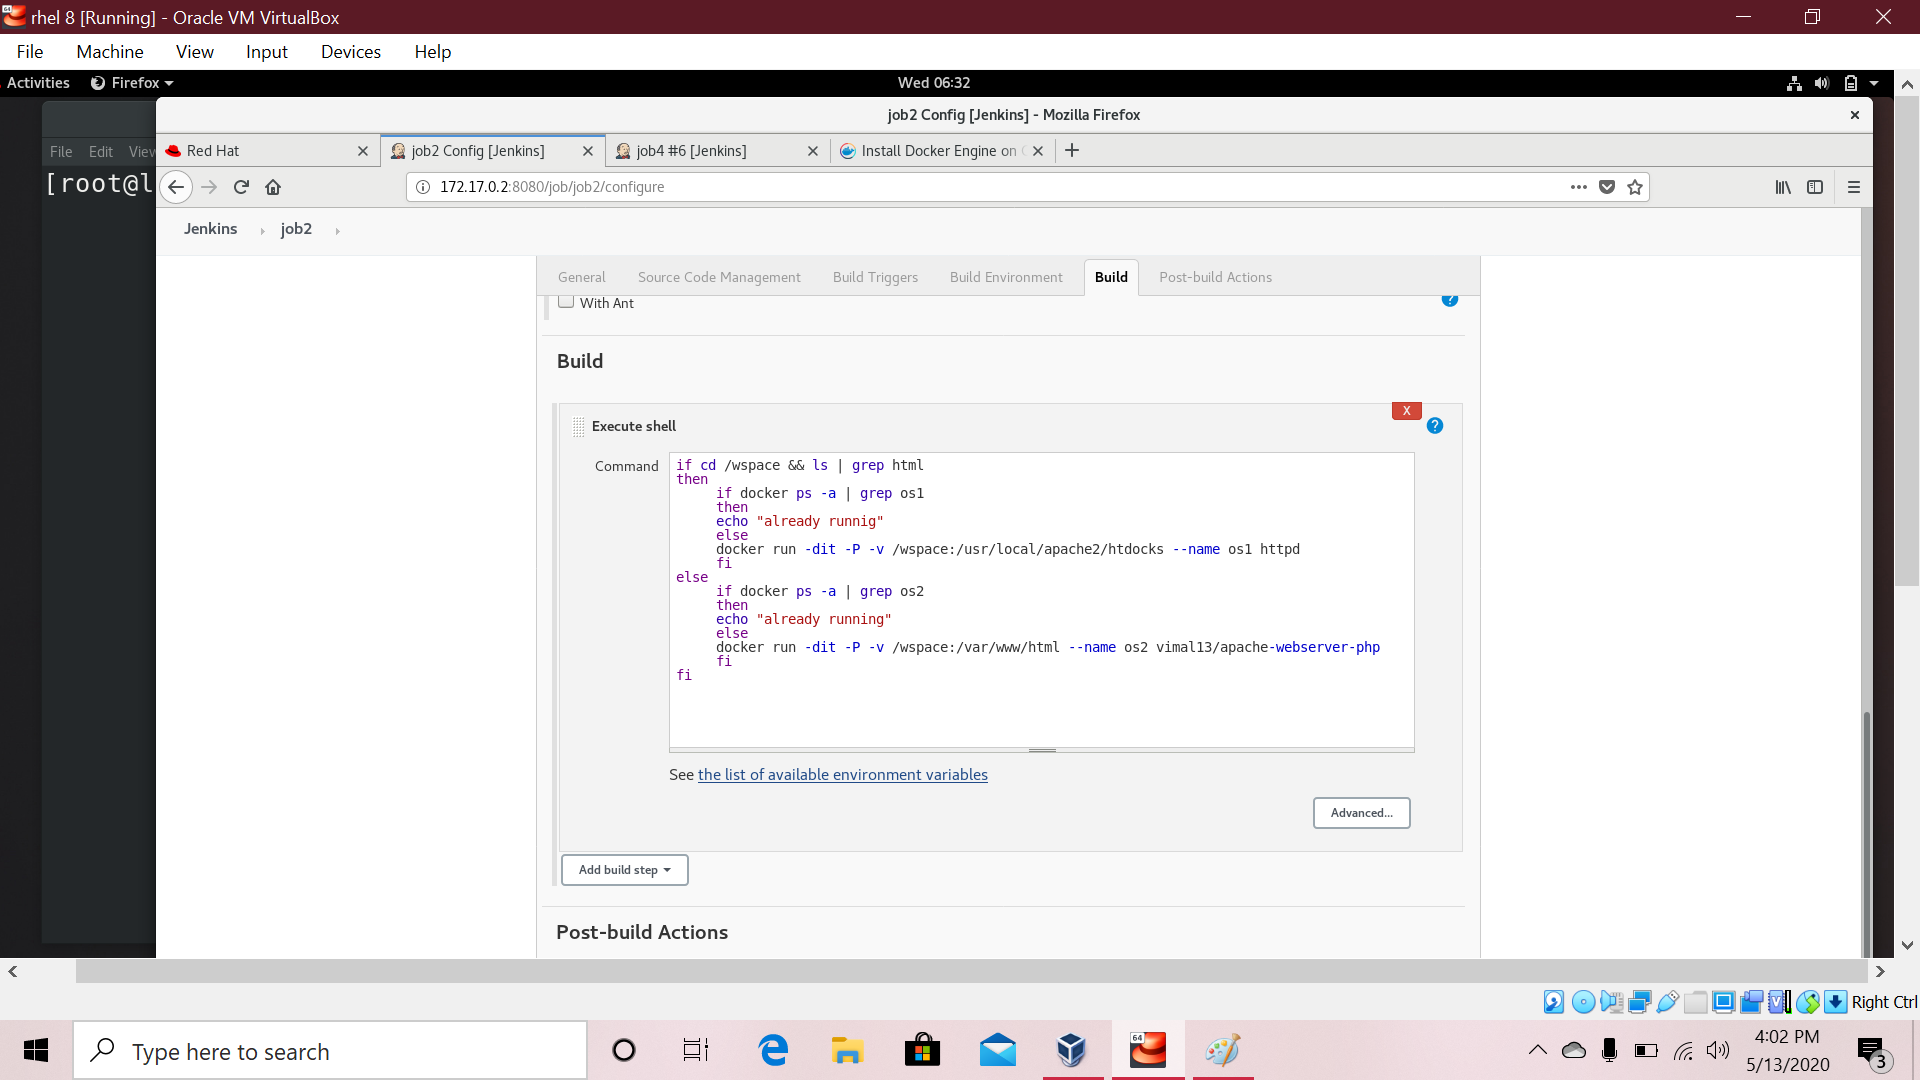 rhel 8 [Running] - Oracle VM VirtualBox
File Machine View Input Devices Help
Activities Firefox Wed 06:32
job2 Config [Jenkins] - Mozilla Firefox
File Edit View
Red Hat job2 Config [Jenkins] job4 #6 [Jenkins] Install Docker Engine on
[root@l
172.17.0.2:8080/job/job2/configure
Jenkins job2
General Source Code Management Build Triggers Build Environment Build Post-build Actions
With Ant
Build
X
Execute shell
Command
if cd /wspace && ls | grep html
then
if docker ps -a | grep os1
then
echo "already runnig"
else
docker run -dit -P -v /wspace:/usr/local/apache2/htdocks --name os1 httpd
fi
else
if docker ps -a | grep os2
then
echo "already running"
else
docker run -dit -P -v /wspace:/var/www/html --name os2 vimal13/apache-webserver-php
fi
fi
See the list of available environment variables
Advanced...
Add build step
Post-build Actions
Right Ctrl
Type here to search
64
4:02 PM
5/13/2020
3